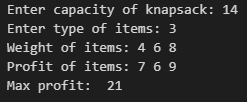 Enter capacity of knapsack: 14
Enter type of items: 3
Weight of items: 4 6 8
Profit of items: 7 6 9
Max profit:  21